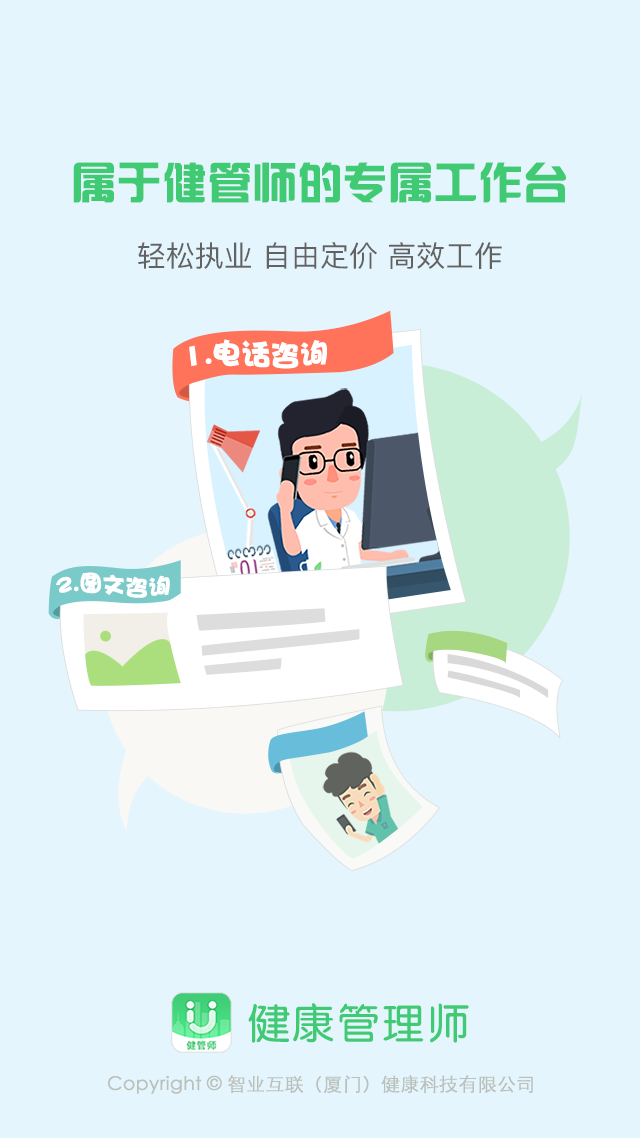 属于健管师的专属工作台
轻松执业 自由定价 高效工作
1.电话咨询
01
2.图文咨询
健管师
健康管理师
Copyright © 智业互联（厦门）健康科技有限公司